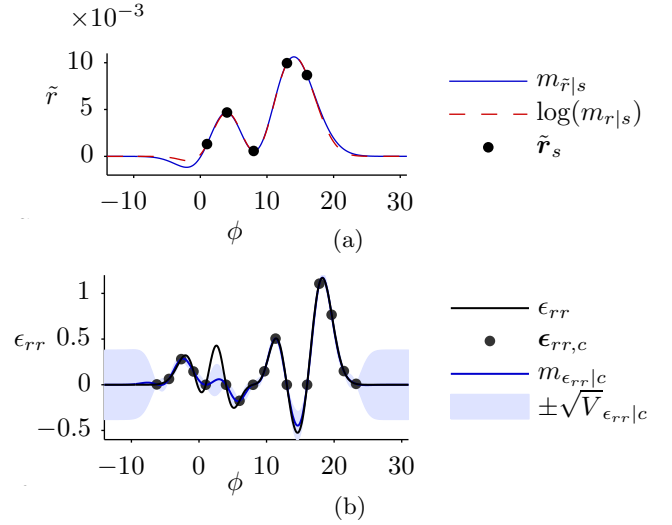 ×10⁻³
10
5
0
r̃
−10 0 10 20 30
ϕ
(a)
m_{r̃|s}
log(m_{r|s})
r̃_s
1
0.5
0
−0.5
ϵ_{rr}
−10 0 10 20 30
ϕ
(b)
ϵ_{rr}
ϵ_{rr,c}
m_{ϵ_{rr}|c}
±√V_{ϵ_{rr}|c}